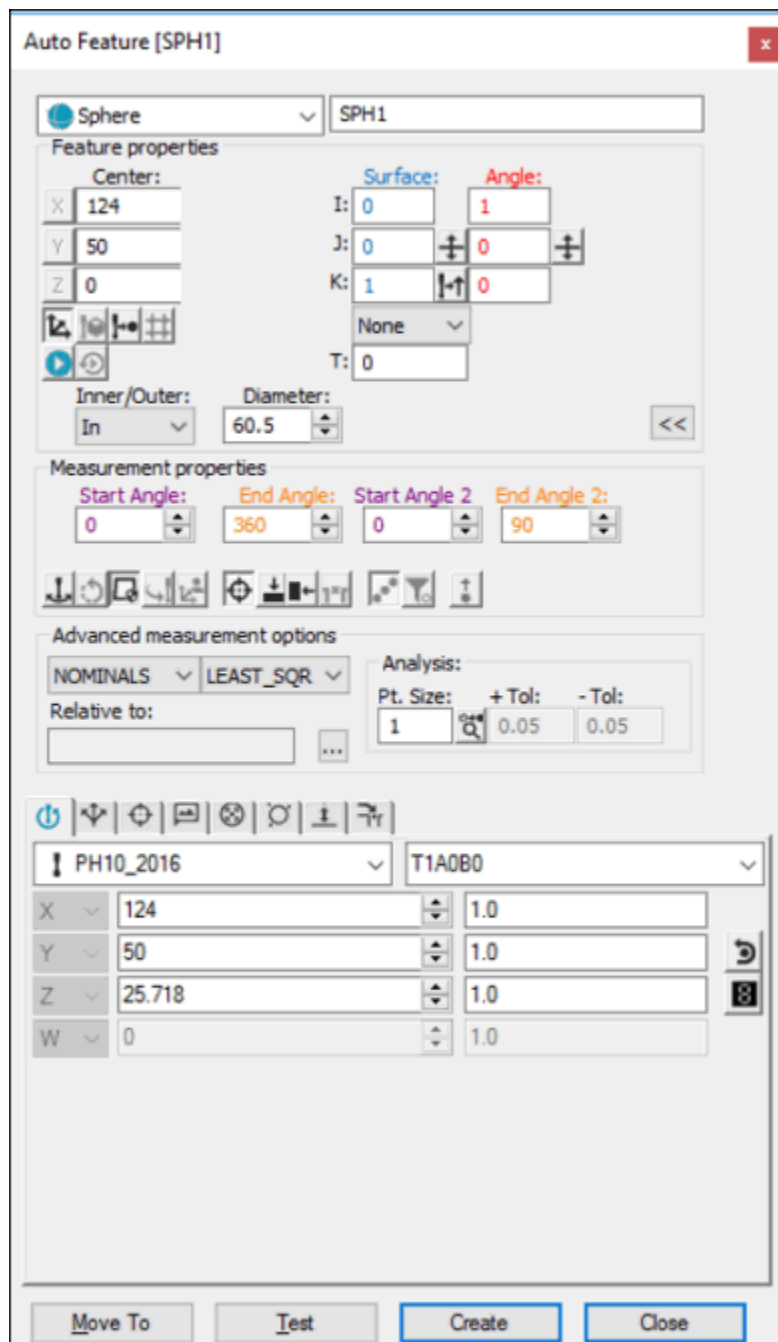 Auto Feature [SPH1]
x
Sphere SPH1
Feature properties
Center: Surface: Angle:
X 124 I: 0 1
Y 50 J: 0 0
Z 0 K: 1 0
None
T: 0
Inner/Outer: Diameter:
In 60.5 <<
Measurement properties
Start Angle: End Angle: Start Angle 2 End Angle 2:
0 360 0 90
Advanced measurement options
NOMINALS LEAST_SQR Analysis:
Relative to: Pt. Size: + Tol: - Tol:
... 1 0.05 0.05
PH10_2016 T1A0B0
X 124 1.0
Y 50 1.0
Z 25.718 1.0
W 0 1.0
Move To Test Create Close